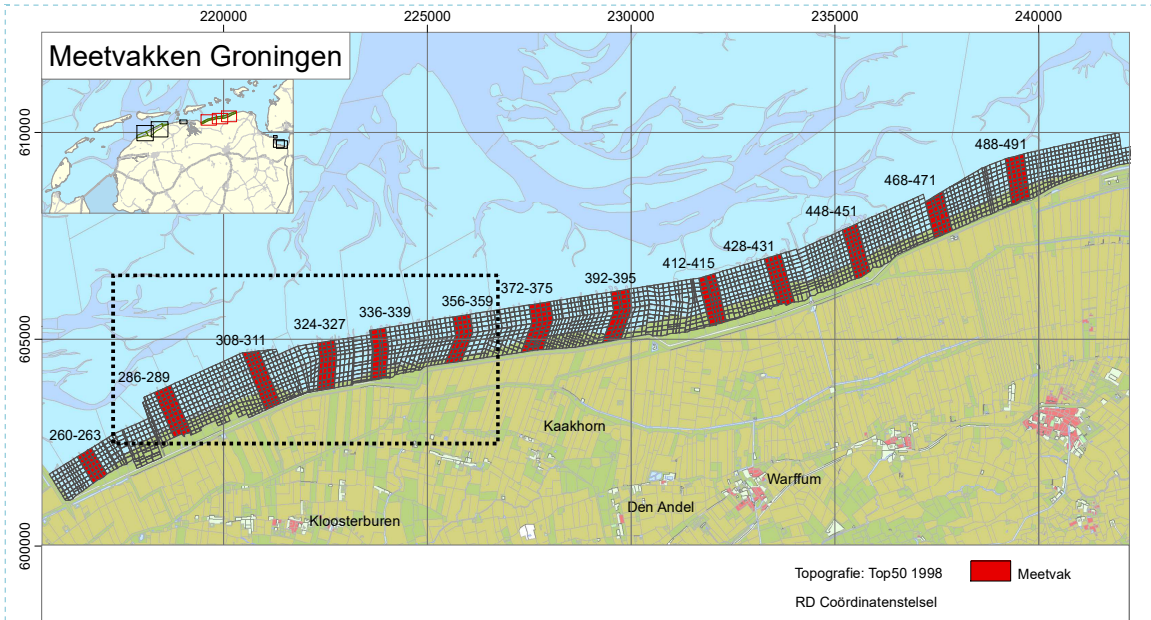 220000
225000
230000
235000
240000
Meetvakken Groningen
610000
605000
600000
488-491
468-471
448-451
428-431
412-415
392-395
372-375
356-359
336-339
324-327
308-311
286-289
260-263
Kaakhorn
Warffum
Den Andel
Kloosterburen
Topografie: Top50 1998
Meetvak
RD Coördinatenstelsel